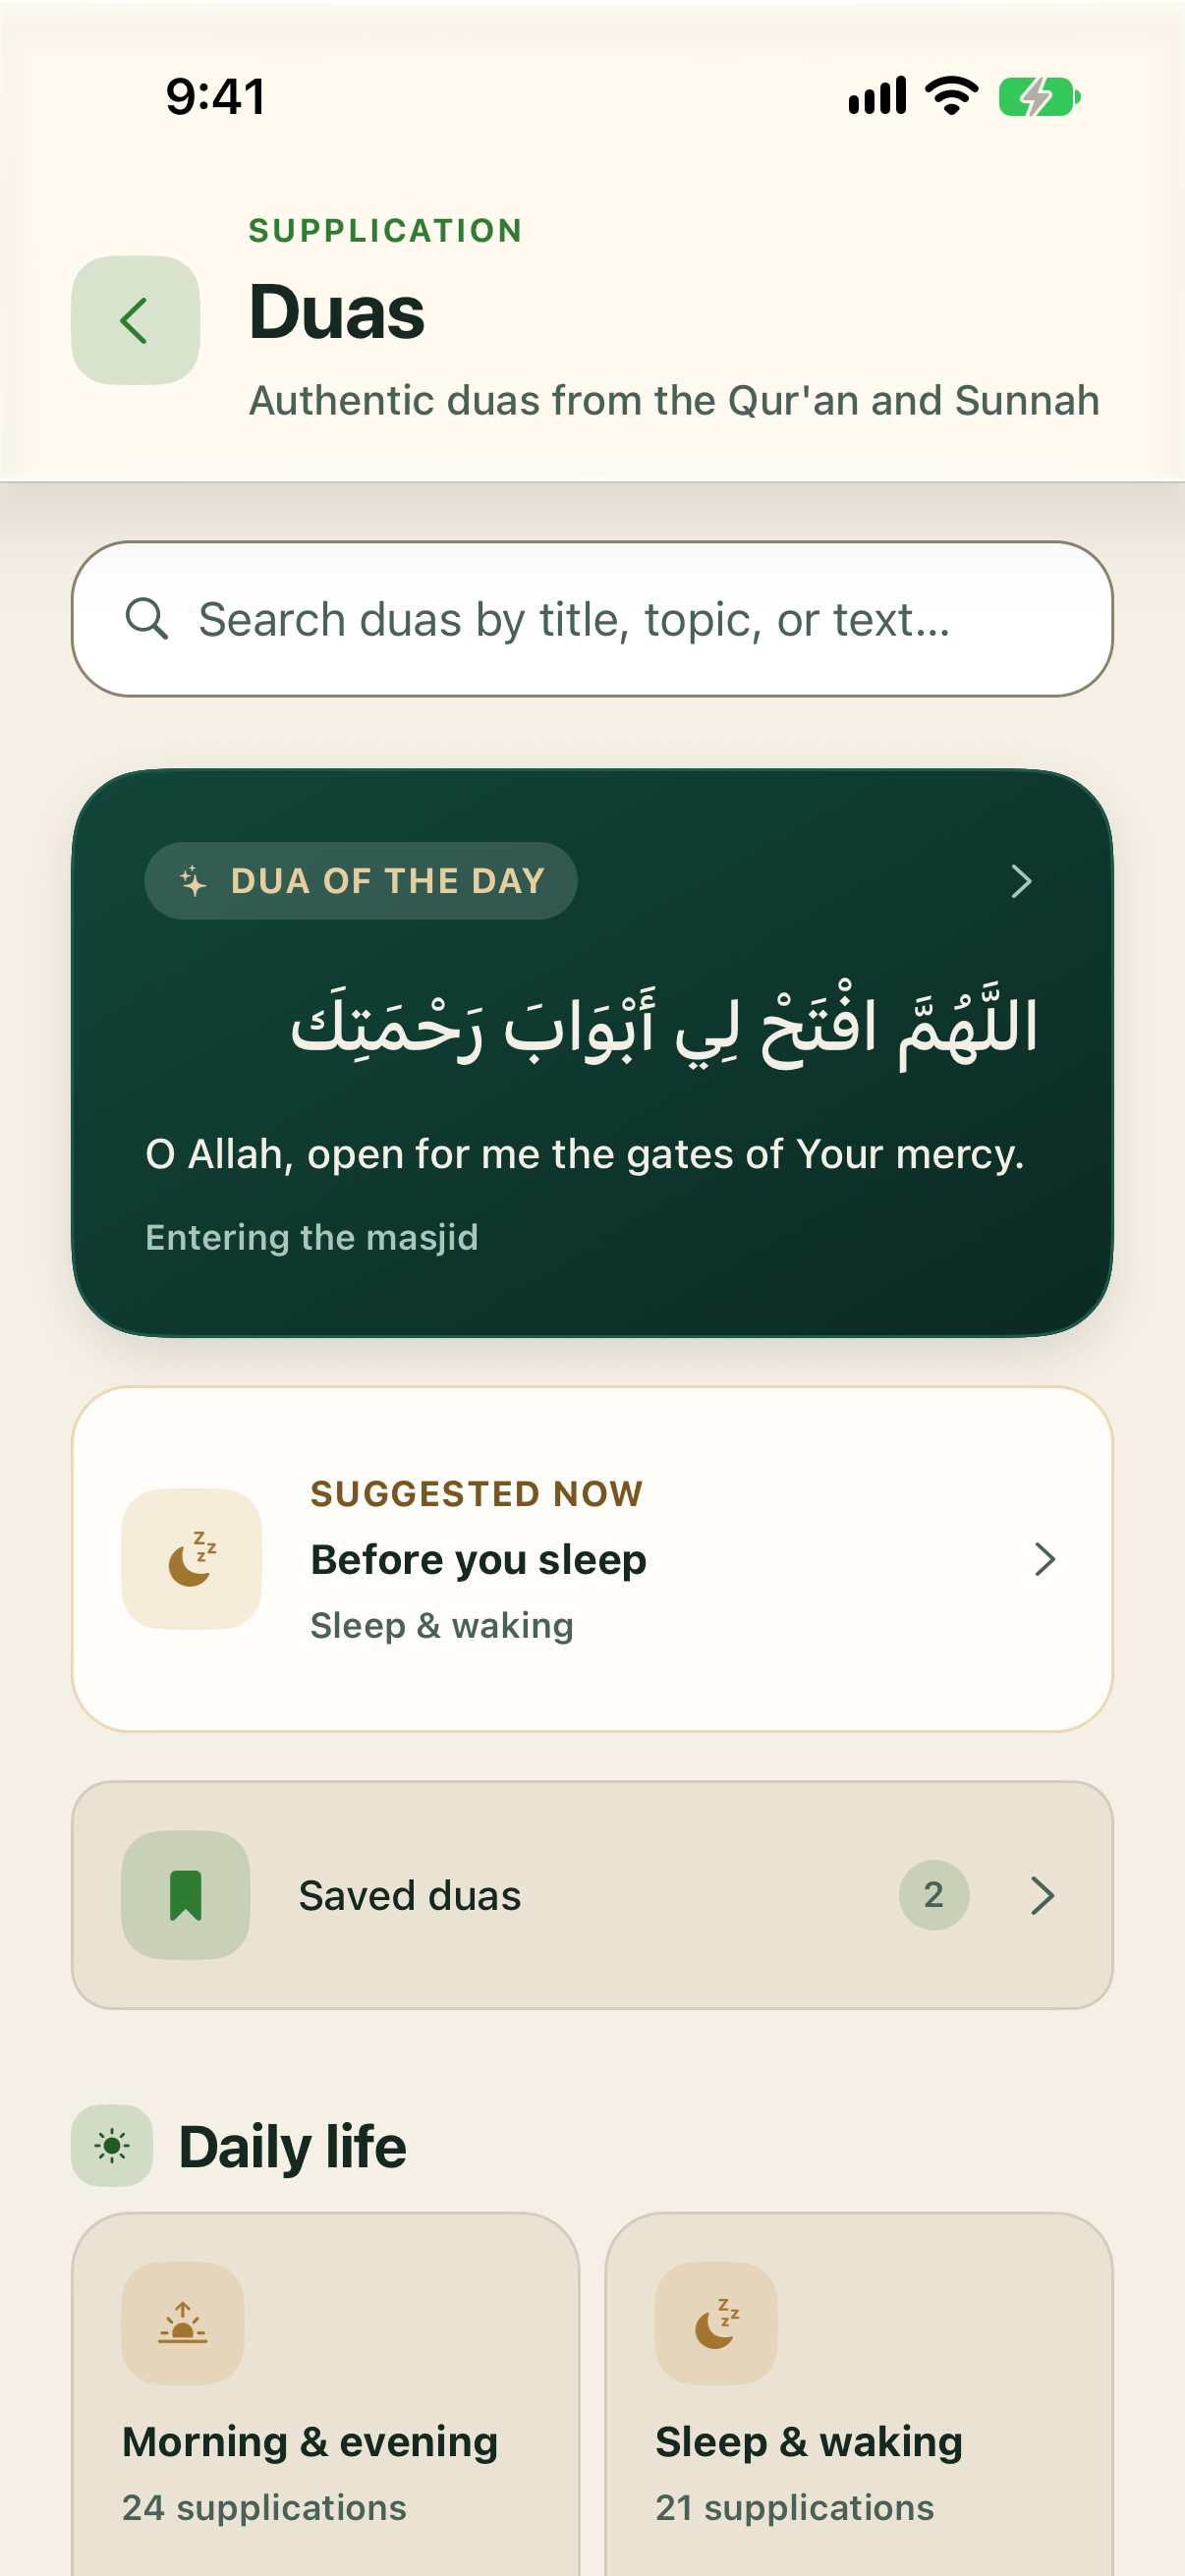 9:41
SUPPLICATION
Duas
Authentic duas from the Qur'an and Sunnah
Search duas by title, topic, or text...
DUA OF THE DAY
اللَّهُمَّ افْتَحْ لِي أَبْوَابَ رَحْمَتِكَ
O Allah, open for me the gates of Your mercy.
Entering the masjid
SUGGESTED NOW
Before you sleep
Sleep & waking
Saved duas
2
Daily life
Morning & evening
24 supplications
Sleep & waking
21 supplications